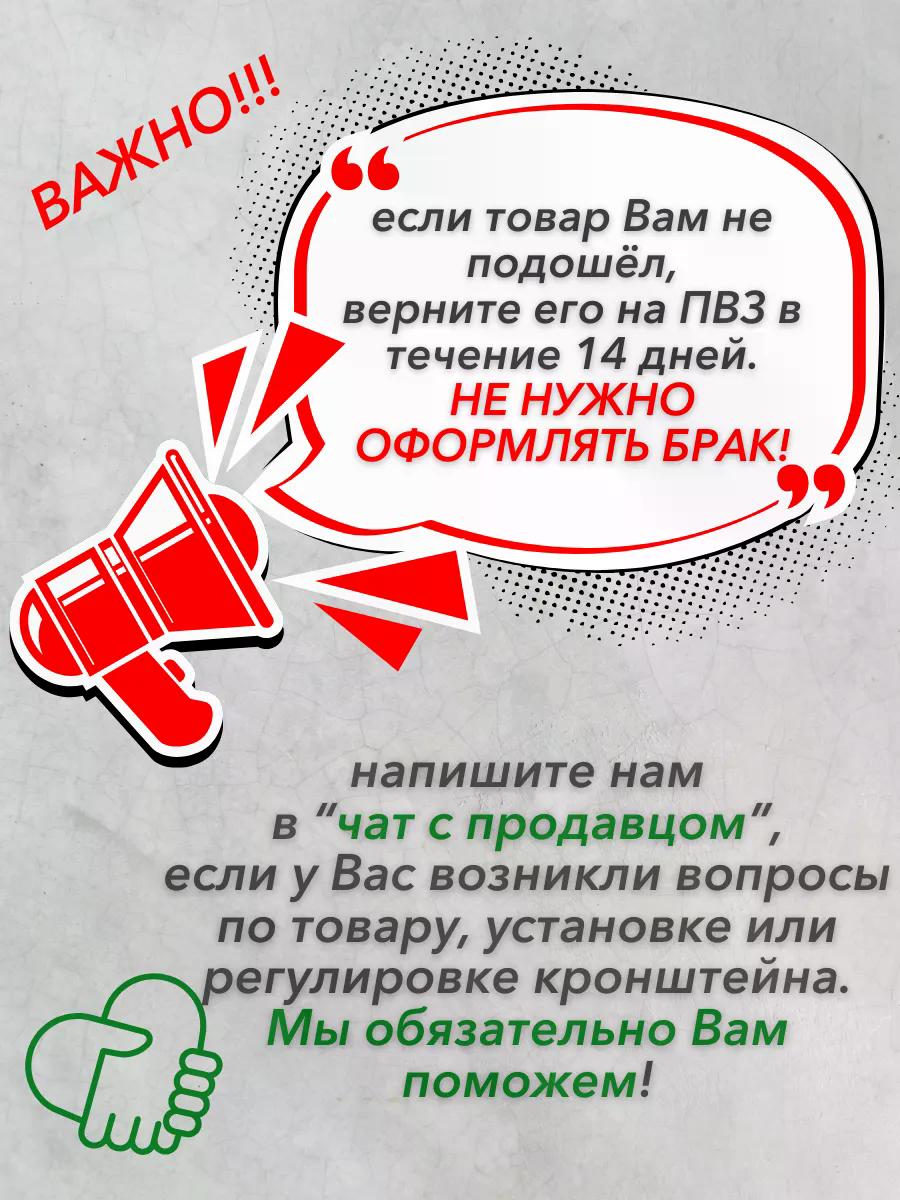 ВАЖНО!!!
“
если товар Вам не
подошёл,
верните его на ПВЗ в
течение 14 дней.
НЕ НУЖНО
ОФОРМЛЯТЬ БРАК!
”
напишите нам
в “чат с продавцом”,
если у Вас возникли вопросы
по товару, установке или
регулировке кронштейна.
Мы обязательно Вам
поможем!